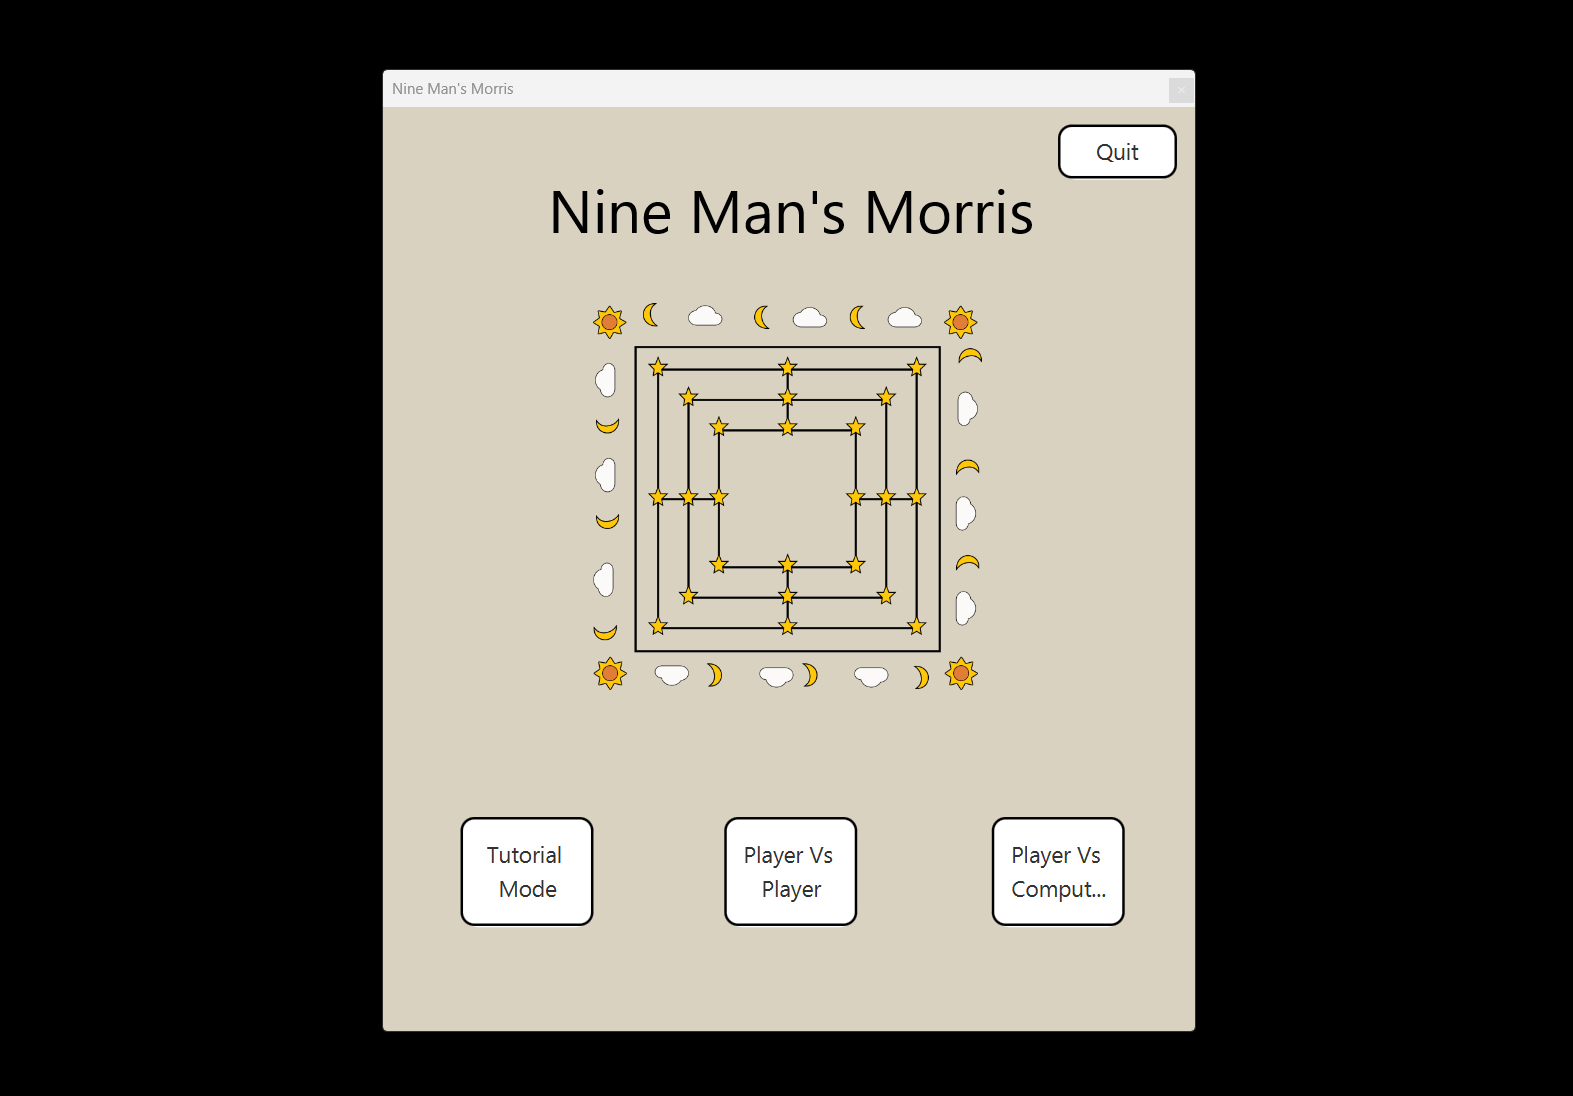 Nine Man's Morris
Quit
Nine Man's Morris
Tutorial
Mode
Player Vs
Player
Player Vs
Comput...